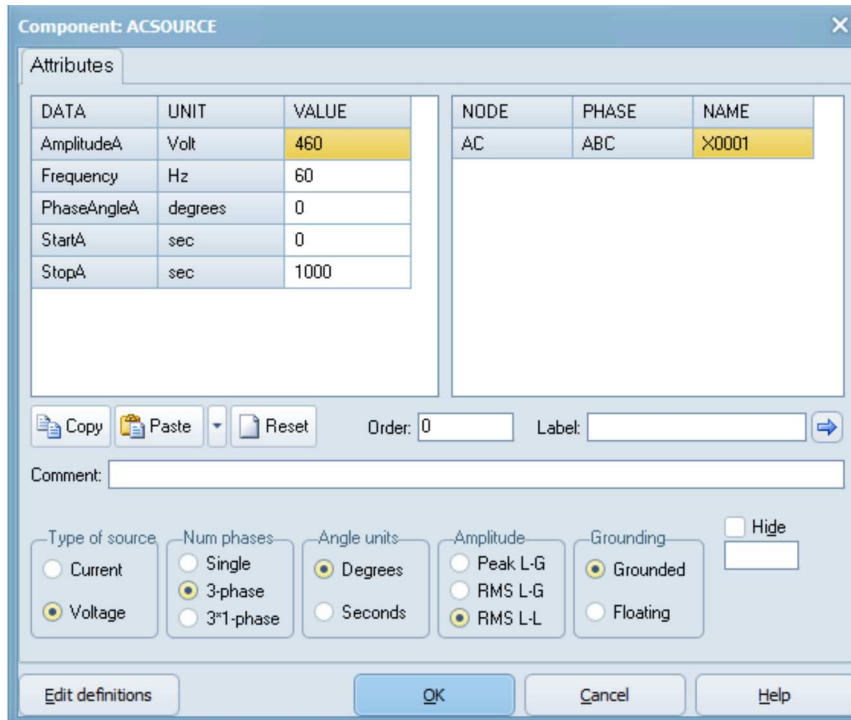 Component: ACSOURCE
Attributes
DATA UNIT VALUE
AmplitudeA Volt 460
Frequency Hz 60
PhaseAngleA degrees 0
StartA sec 0
StopA sec 1000
NODE PHASE NAME
AC ABC X0001
Copy Paste Reset Order: 0 Label:
Comment:
Type of source
Current
Voltage
Num phases
Single
3-phase
3*1-phase
Angle units
Degrees
Seconds
Amplitude
Peak L-G
RMS L-G
RMS L-L
Grounding
Grounded
Floating
Hide
Edit definitions OK Cancel Help